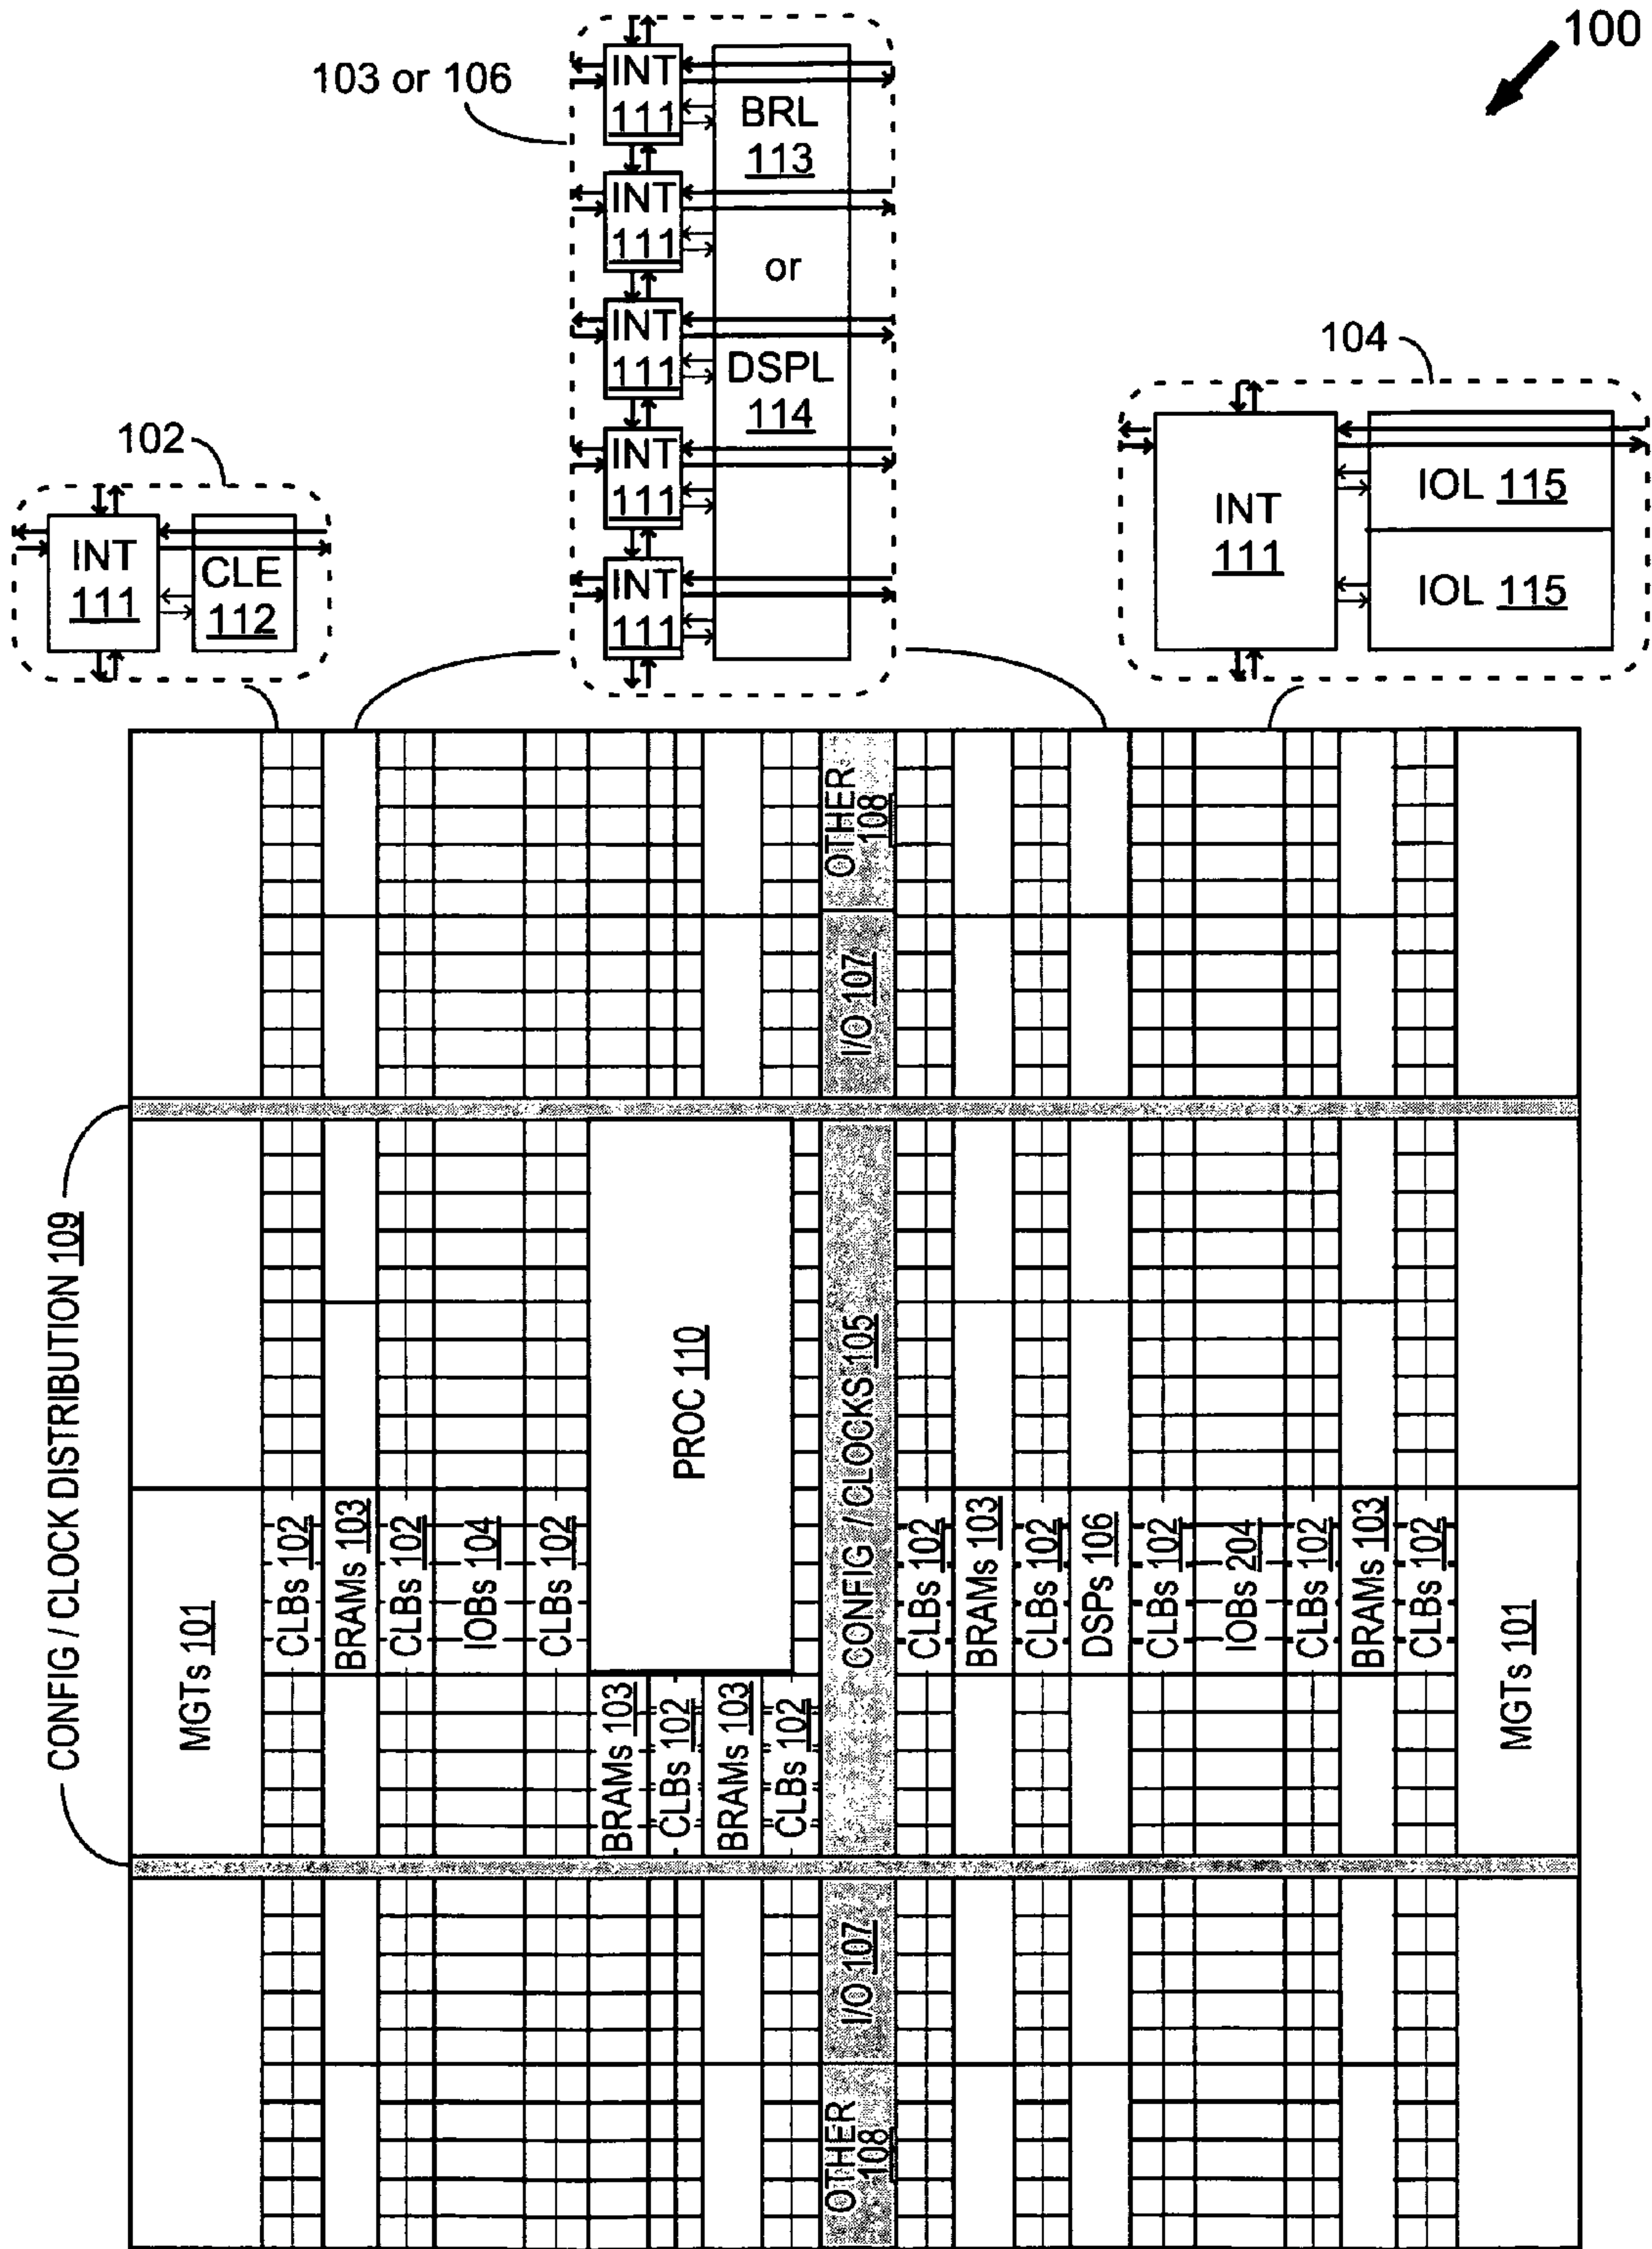 100
103 or 106
INT
111
INT
111
INT
111
INT
111
INT
111
BRL
113
or
DSPL
114
102
INT
111
CLE
112
104
INT
111
IOL 115
IOL 115
CONFIG / CLOCK DISTRIBUTION 109
OTHER
108
I/O 107
PROC 110
CONFIG / CLOCKS 105
MGTs 101
CLBs 102
BRAMs 103
CLBs 102
IOBs 104
CLBs 102
BRAMs 103
CLBs 102
BRAMs 103
CLBs 102
CLBs 102
BRAMs 103
CLBs 102
DSPs 106
CLBs 102
IOBs 204
CLBs 102
BRAMs 103
CLBs 102
MGTs 101
I/O 107
OTHER
108